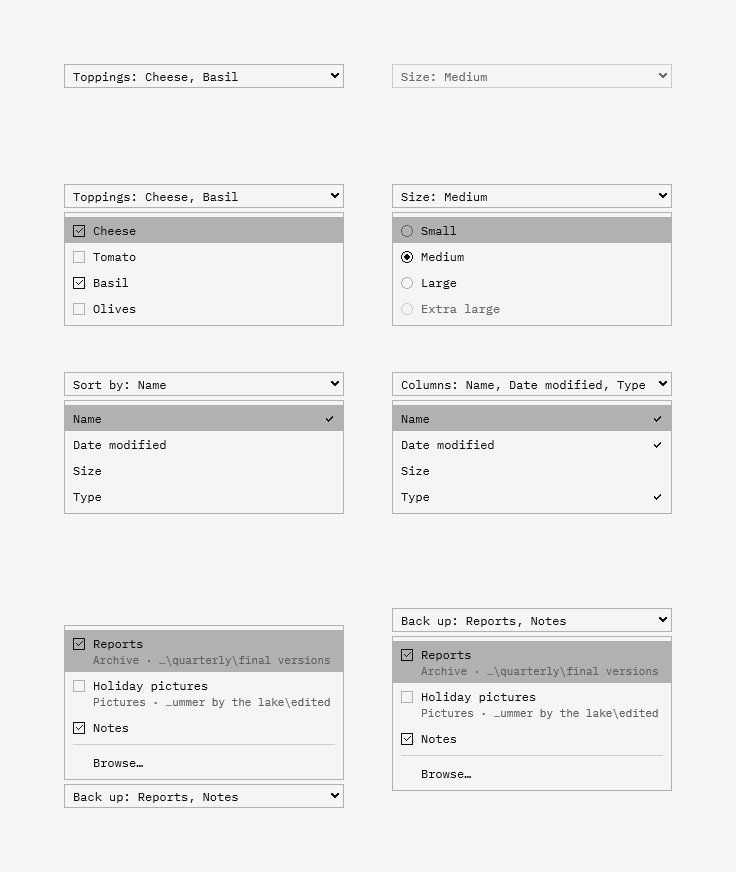 Toppings: Cheese, Basil
Size: Medium
Toppings: Cheese, Basil
Cheese
Tomato
Basil
Olives
Size: Medium
Small
Medium
Large
Extra large
Sort by: Name
Name
Date modified
Size
Type
Columns: Name, Date modified, Type
Name
Date modified
Size
Type
Reports
Archive · …\quarterly\final versions
Holiday pictures
Pictures · …ummer by the lake\edited
Notes
Browse…
Back up: Reports, Notes
Back up: Reports, Notes
Reports
Archive · …\quarterly\final versions
Holiday pictures
Pictures · …ummer by the lake\edited
Notes
Browse…